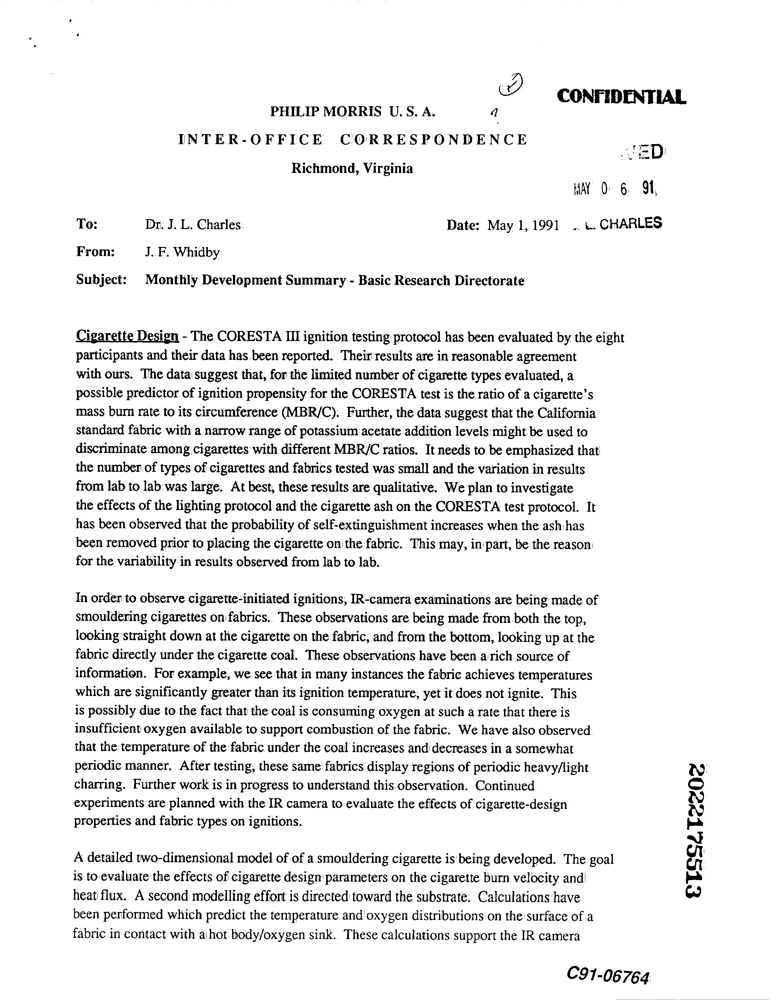 CONFIDENTIAL
PHILIP MORRIS U. S. A.
INTER-OFFICE CORRESPONDENCE
Richmond, Virginia
VED
MAY 06 91
To: Dr. J. L. Charles Date: May 1, 1991 L. CHARLES
From: J. F. Whidby
Subject: Monthly Development Summary - Basic Research Directorate
Cigarette Design - The CORESTA III ignition testing protocol has been evaluated by the eight
participants and their data has been reported. Their results are in reasonable agreement
with ours. The data suggest that, for the limited number of cigarette types evaluated, a
possible predictor of ignition propensity for the CORESTA test is the ratio of a cigarette's
mass burn rate to its circumference (MBR/C). Further, the data suggest that the California
standard fabric with a narrow range of potassium acetate addition levels might be used to
discriminate among cigarettes with different MBR/C ratios. It needs to be emphasized that
the number of types of cigarettes and fabrics tested was small and the variation in results
from lab to lab was large. At best, these results are qualitative. We plan to investigate
the effects of the lighting protocol and the cigarette ash on the CORESTA test protocol. It
has been observed that the probability of self-extinguishment increases when the ash has
been removed prior to placing the cigarette on the fabric. This may, in part, be the reason
for the variability in results observed from lab to lab.
In order to observe cigarette-initiated ignitions, IR-camera examinations are being made of
smouldering cigarettes on fabrics. These observations are being made from both the top,
looking straight down at the cigarette on the fabric, and from the bottom, looking up at the
fabric directly under the cigarette coal. These observations have been a rich source of
information. For example, we see that in many instances the fabric achieves temperatures
which are significantly greater than its ignition temperature, yet it does not ignite. This
is possibly due to the fact that the coal is consuming oxygen at such a rate that there is
insufficient oxygen available to support combustion of the fabric. We have also observed
that the temperature of the fabric under the coal increases and decreases in a somewhat
periodic manner. After testing, these same fabrics display regions of periodic heavy/light
charring. Further work is in progress to understand this observation. Continued
experiments are planned with the IR camera to evaluate the effects of cigarette-design
properties and fabric types on ignitions.
A detailed two-dimensional model of of a smouldering cigarette is being developed. The goal
is to evaluate the effects of cigarette design parameters on the cigarette burn velocity and
heat flux. A second modelling effort is directed toward the substrate. Calculations have
been performed which predict the temperature and oxygen distributions on the surface of a
fabric in contact with a hot body/oxygen sink. These calculations support the IR camera
2022175513
C91-06764